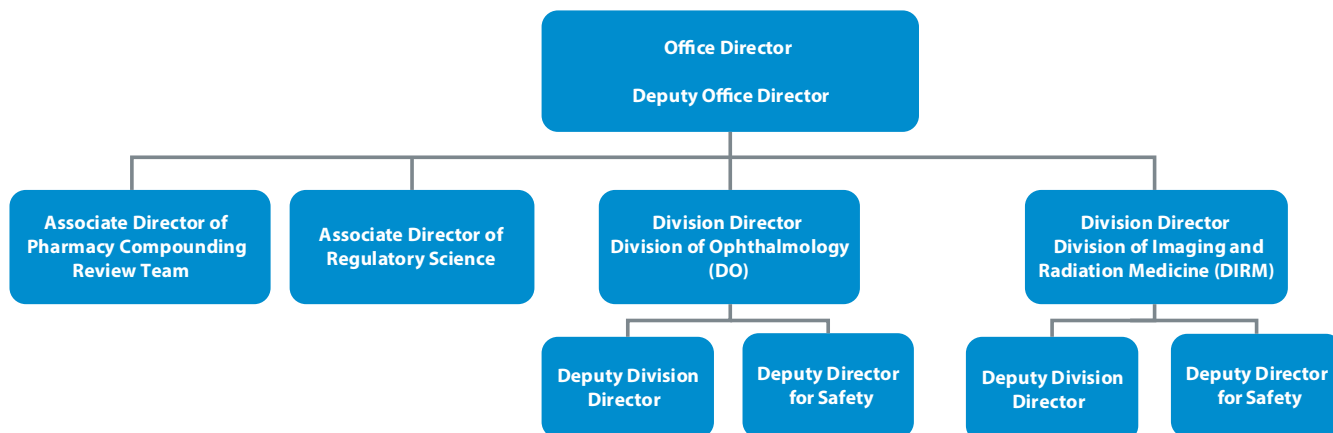 Office Director
Deputy Office Director
Associate Director of
Pharmacy Compounding
Review Team
Associate Director of
Regulatory Science
Division Director
Division of Ophthalmology
(DO)
Division Director
Division of Imaging and
Radiation Medicine (DIRM)
Deputy Division
Director
Deputy Director
for Safety
Deputy Division
Director
Deputy Director
for Safety